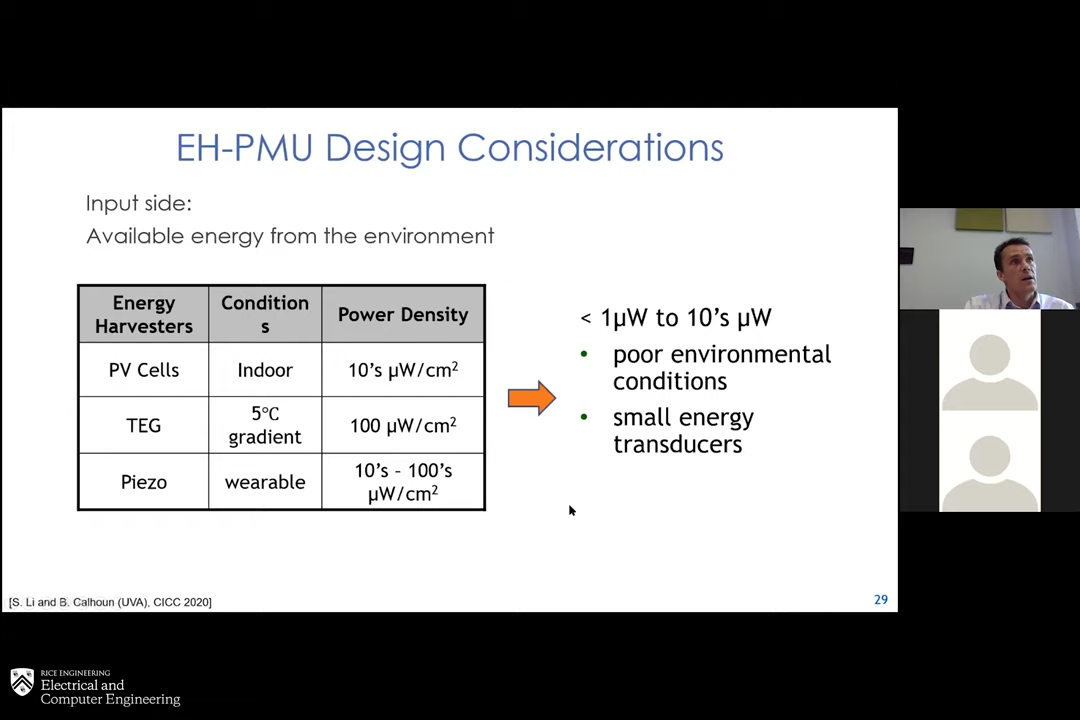 EH-PMU Design Considerations
Input side:
Available energy from the environment
Energy
Harvesters
Condition
s
Power Density
PV Cells
Indoor
10's µW/cm²
TEG
5℃
gradient
100 µW/cm²
Piezo
wearable
10's – 100's
µW/cm²
< 1µW to 10's µW
• poor environmental
conditions
• small energy
transducers
[S. Li and B. Calhoun (UVA), CICC 2020]
29
RICE ENGINEERING
Electrical and
Computer Engineering